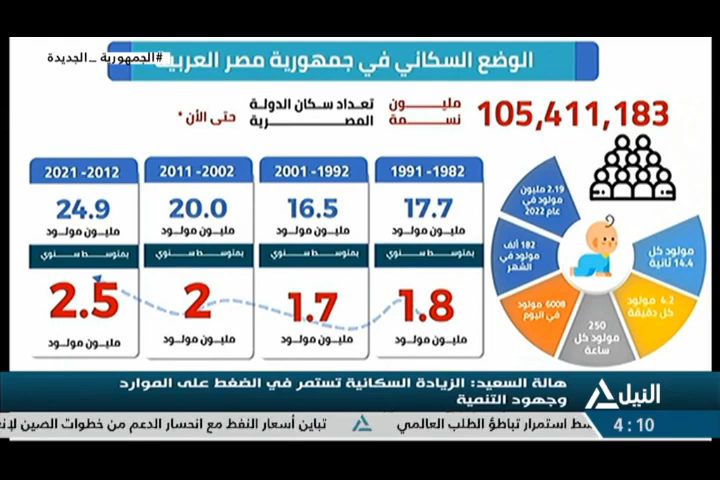 #الجمهورية _الجديدة
الوضع السكاني في جمهورية مصر العربية
105,411,183
مليون
نسمة
تعداد سكان الدولة
المصرية
حتى الأن *
1991 -1982
17.7
مليون مولود
بمتوسط سنوي
1.8
مليون مولود
2001 -1992
16.5
مليون مولود
بمتوسط سنوي
1.7
مليون مولود
2011 -2002
20.0
مليون مولود
بمتوسط سنوي
2
مليون مولود
2021 -2012
24.9
مليون مولود
بمتوسط سنوي
2.5
مليون مولود
مولود كل
14.4 ثانية
4.2 مولود
كل دقيقة
250
مولود كل
ساعة
6008 مولود
في اليوم
182 ألف
مولود في
الشهر
2.19 مليون
مولود في
عام 2022
هالة السعيد: الزيادة السكانية تستمر في الضغط على الموارد
وجهود التنمية
النيل
4:10
استمرار تباطؤ الطلب العالمي
تباين أسعار النفط مع انحسار الدعم من خطوات الصين